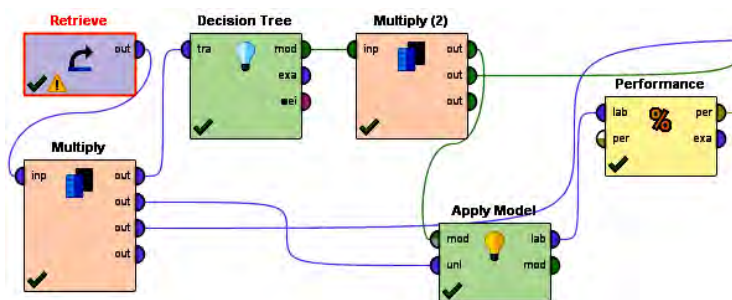 Retrieve
out
Decision Tree
tra
mod
exa
wei
Multiply (2)
inp
out
out
out
Performance
lab
per
per
exa
%
Multiply
inp
out
out
out
out
Apply Model
mod
lab
unl
mod